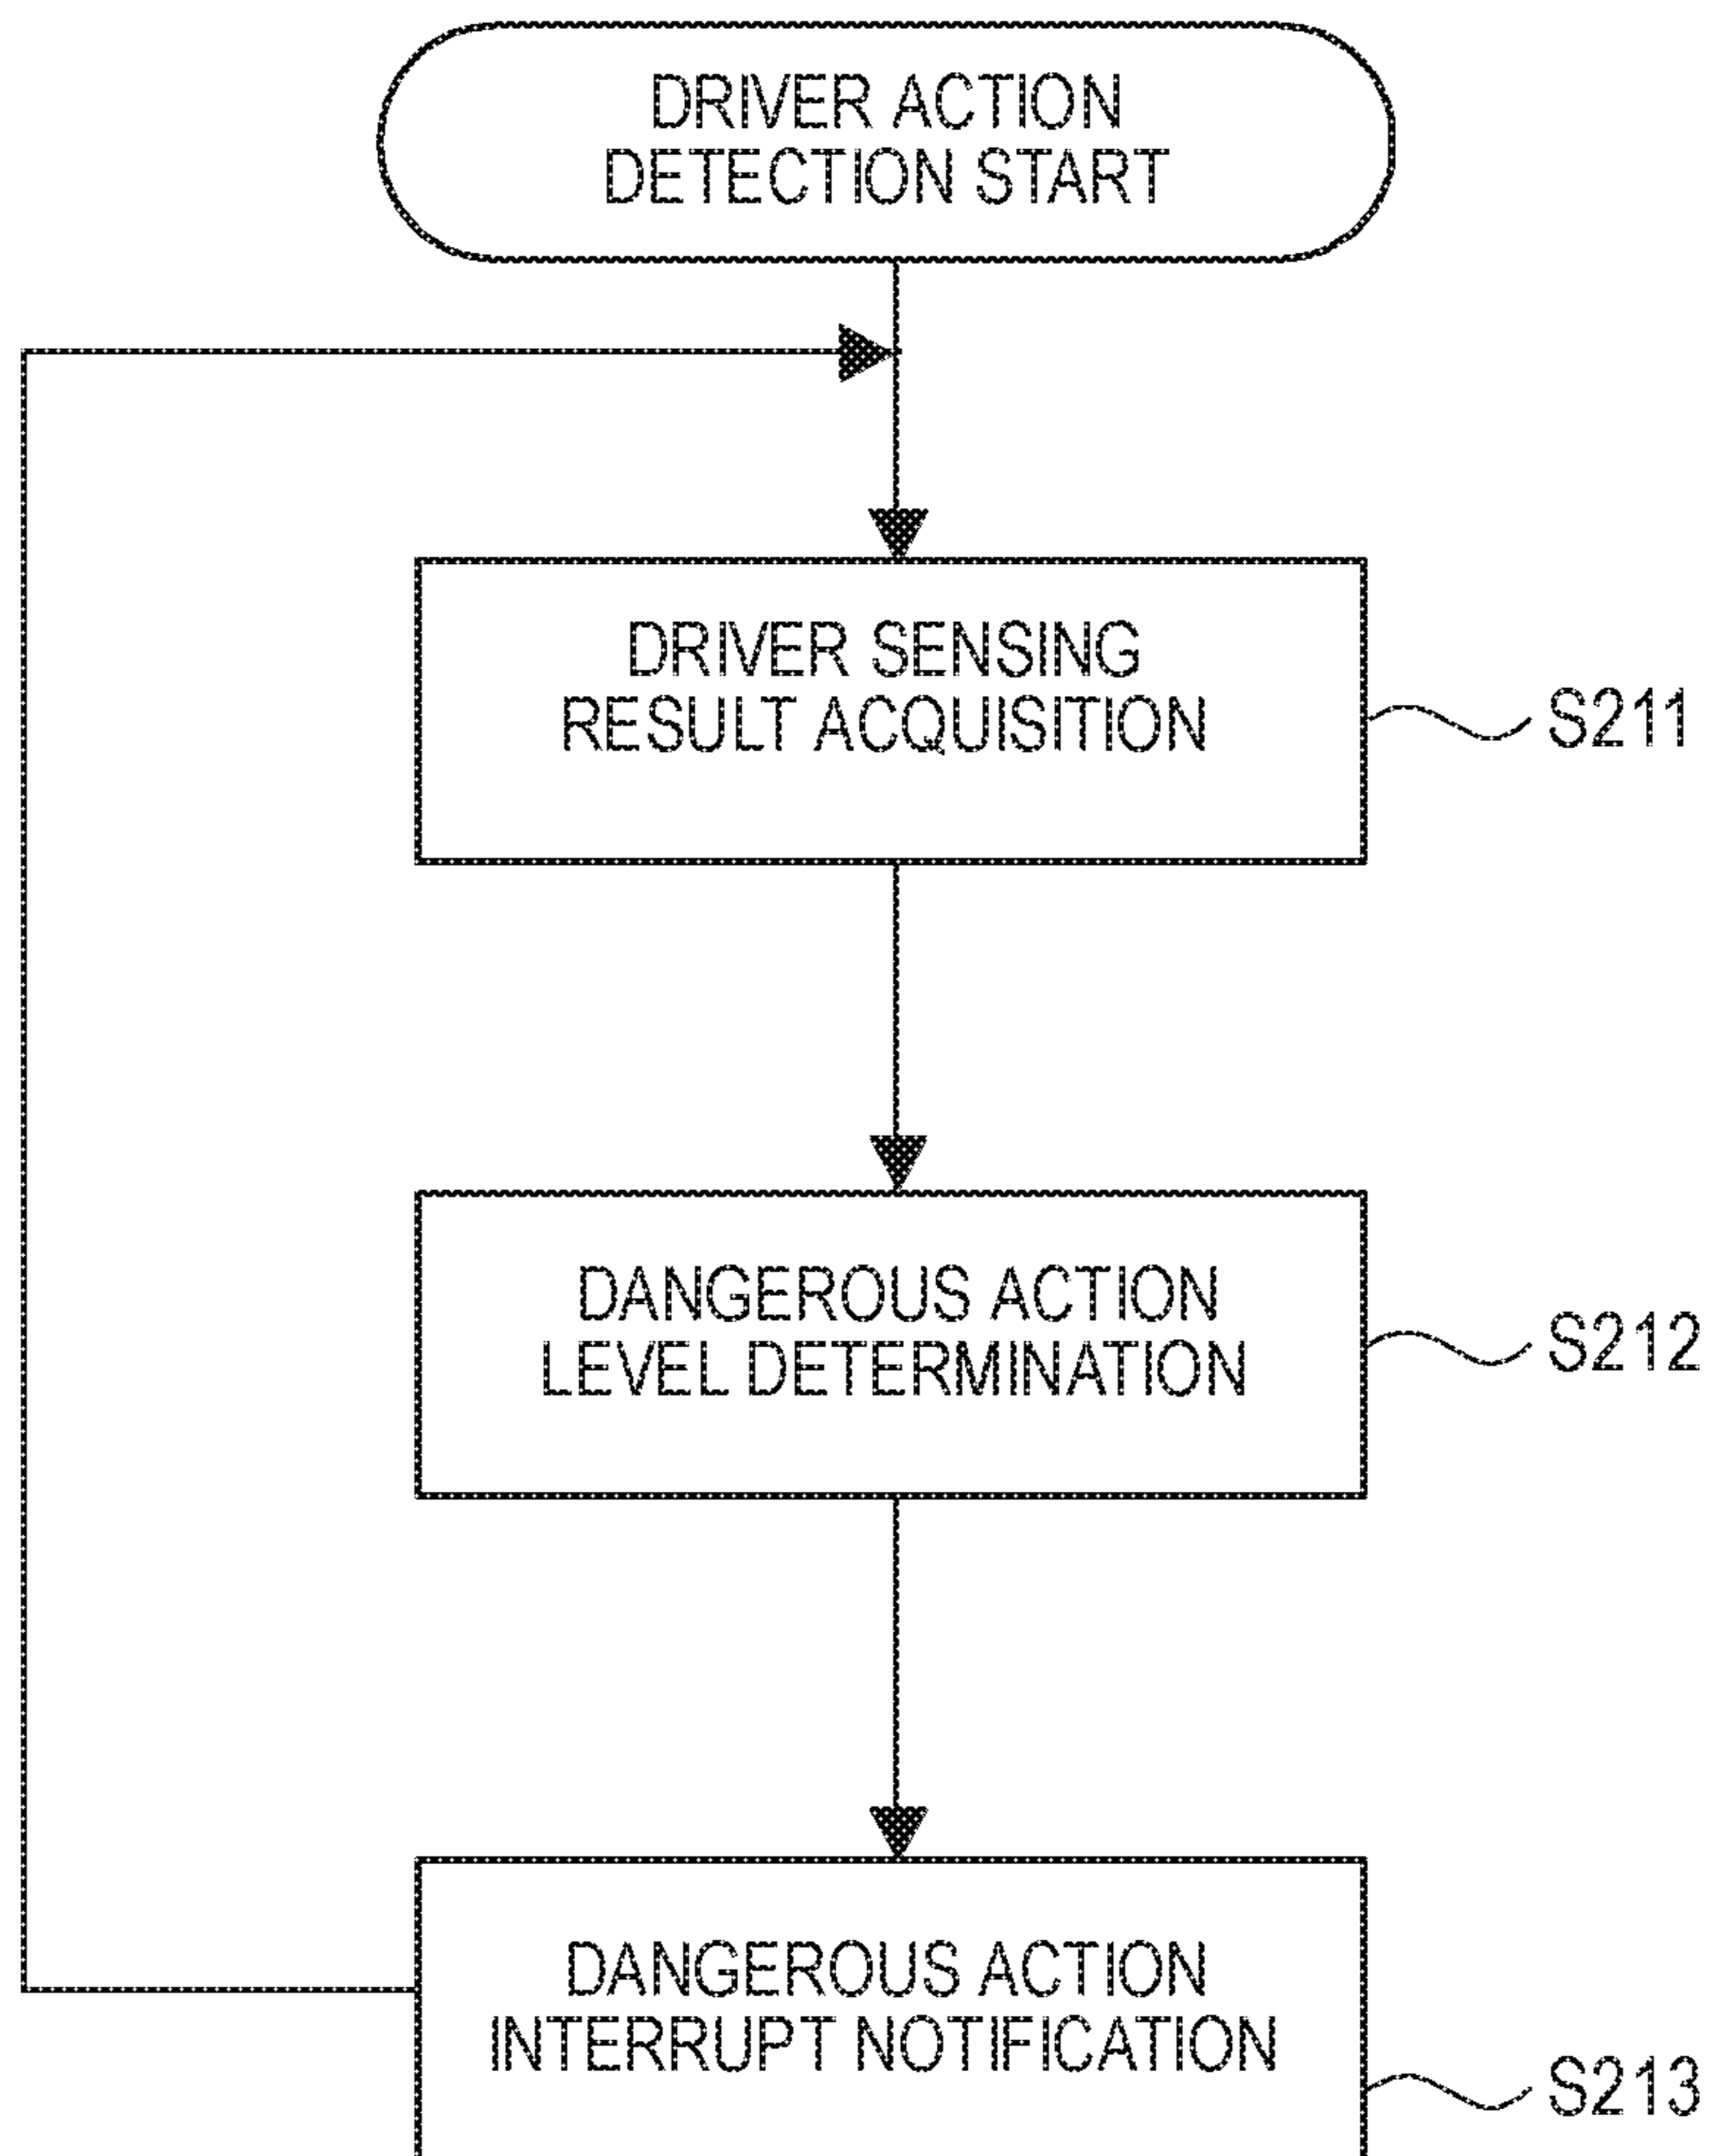 DRIVER ACTION
DETECTION START
DRIVER SENSING
RESULT ACQUISITION
S211
DANGEROUS ACTION
LEVEL DETERMINATION
S212
DANGEROUS ACTION
INTERRUPT NOTIFICATION
S213